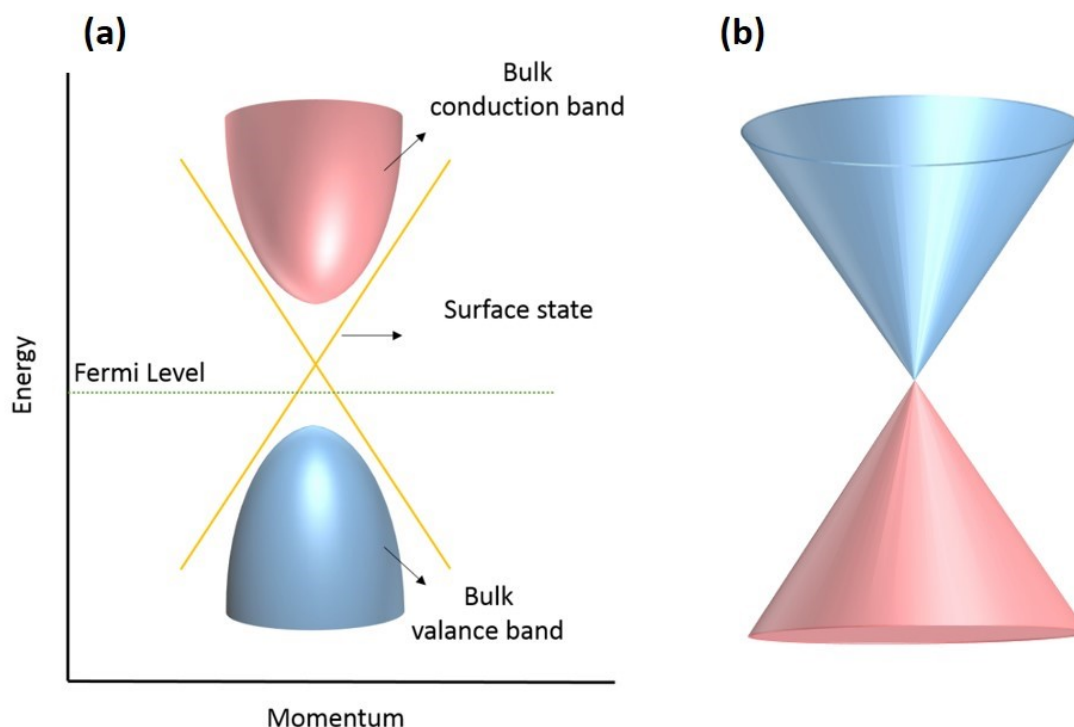 (a)
(b)
Bulk
conduction band
Surface state
Fermi Level
Energy
Bulk
valance band
Momentum